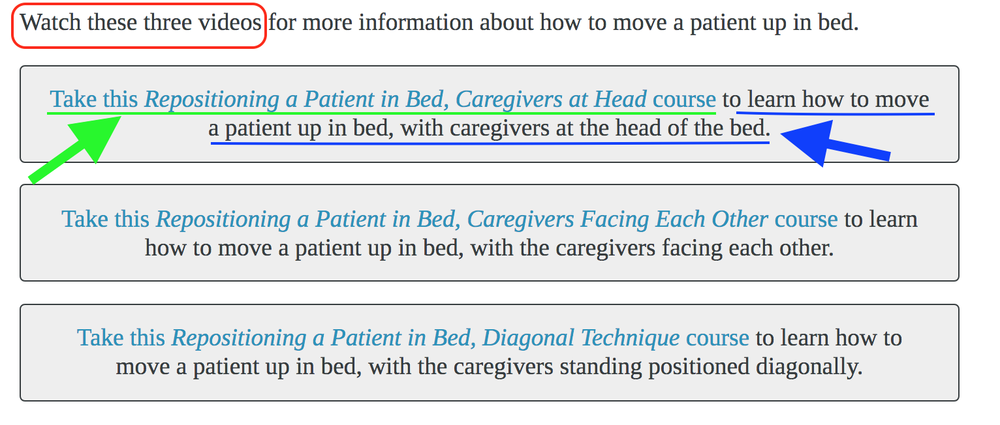 Watch these three videos for more information about how to move a patient up in bed.
Take this Repositioning a Patient in Bed, Caregivers at Head course to learn how to move
a patient up in bed, with caregivers at the head of the bed.
Take this Repositioning a Patient in Bed, Caregivers Facing Each Other course to learn
how to move a patient up in bed, with the caregivers facing each other.
Take this Repositioning a Patient in Bed, Diagonal Technique course to learn how to
move a patient up in bed, with the caregivers standing positioned diagonally.